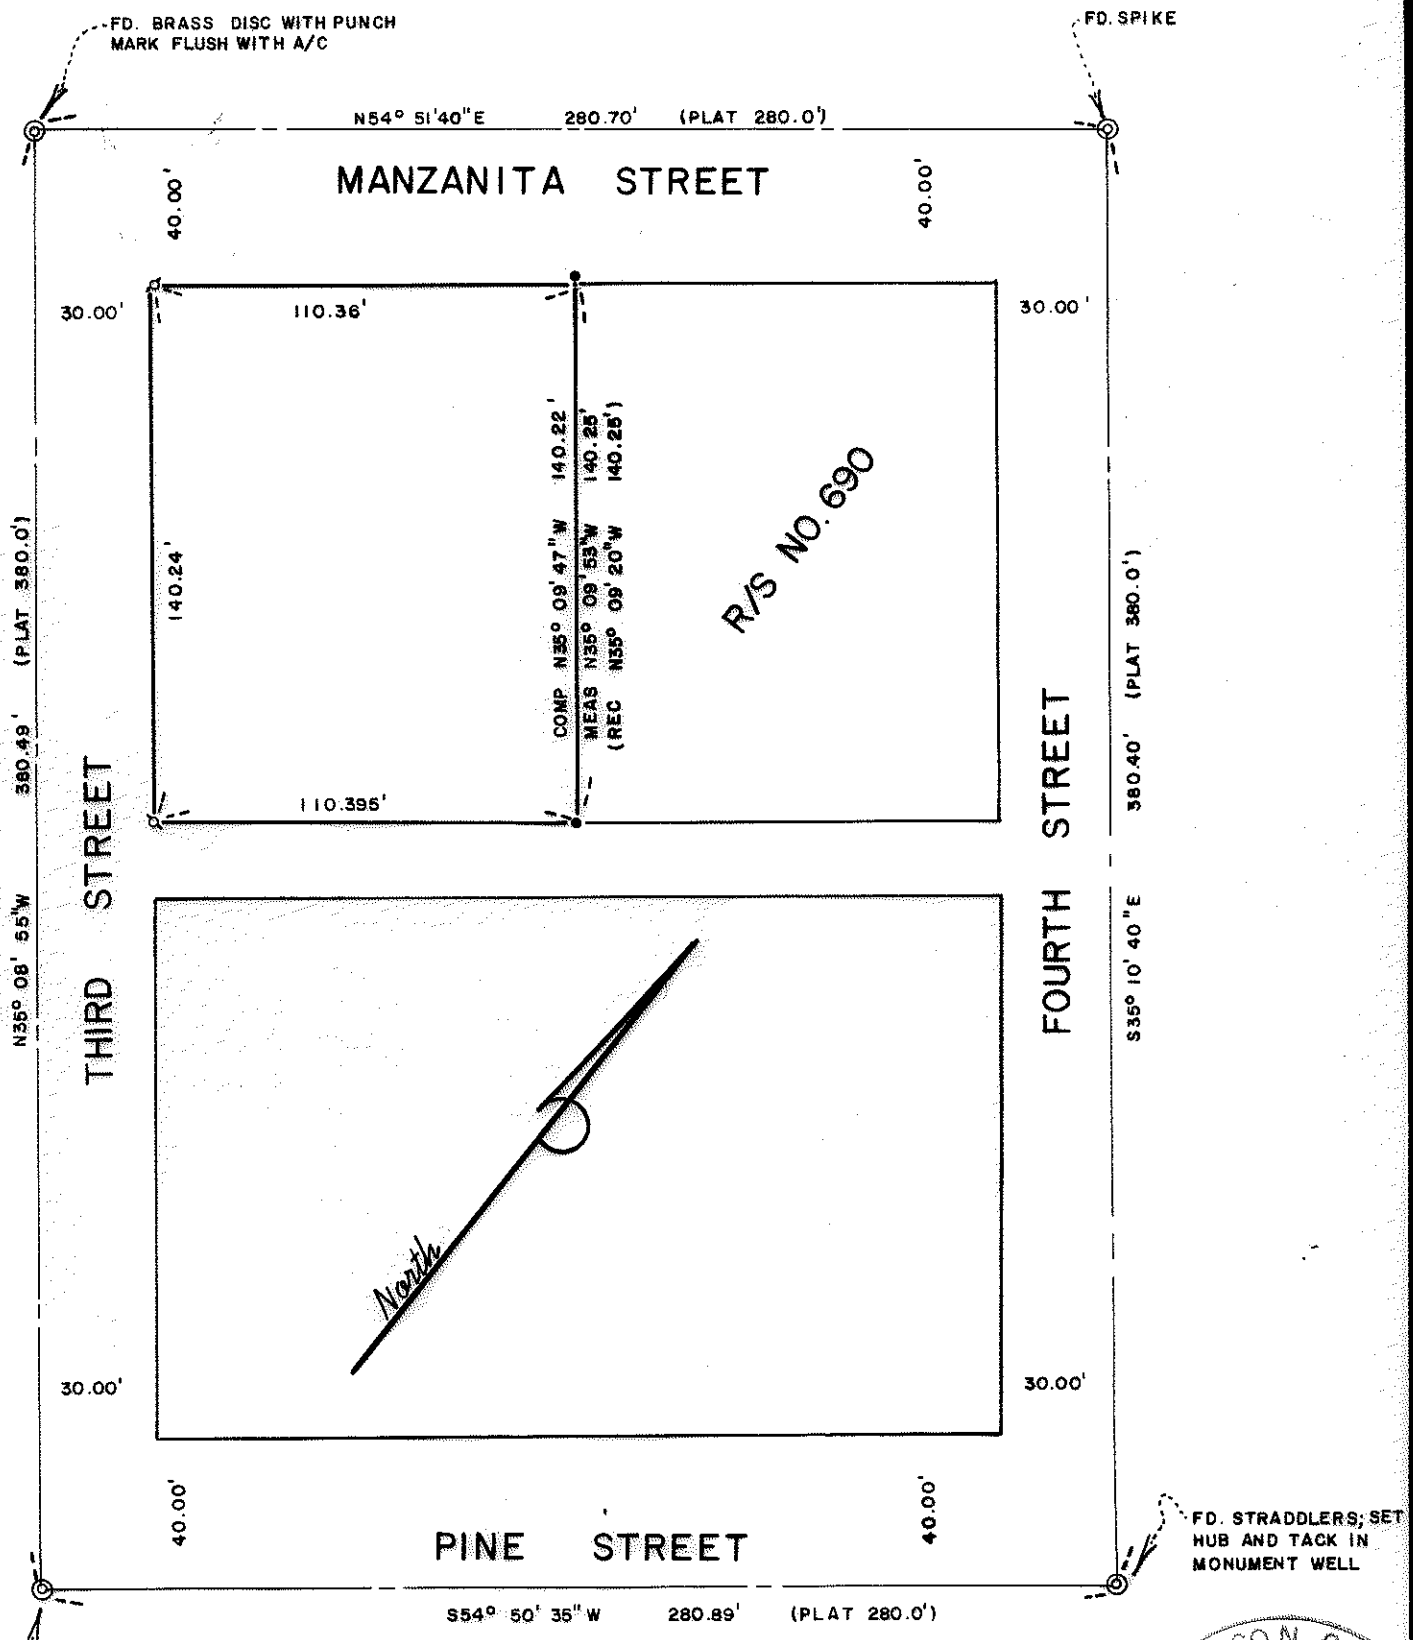 FD. BRASS DISC WITH PUNCH
MARK FLUSH WITH A/C
FD. SPIKE
N54° 51'40"E 280.70' (PLAT 280.0')
MANZANITA STREET
40.00'
40.00'
30.00'
110.36'
30.00'
COMP N35° 09' 47"W 140.22'
MEAS N35° 09' 53"W 140.25'
(REC N35° 09' 20"W 140.25')
R/S NO. 690
140.24'
N35° 08' 55"W 380.49' (PLAT 380.0')
THIRD STREET
110.395'
FOURTH STREET
S35° 10' 40"E 380.40' (PLAT 380.0')
North
30.00'
30.00'
40.00'
40.00'
PINE STREET
FD. STRADDLERS; SET
HUB AND TACK IN
MONUMENT WELL
S54° 50' 35"W 280.89' (PLAT 280.0')